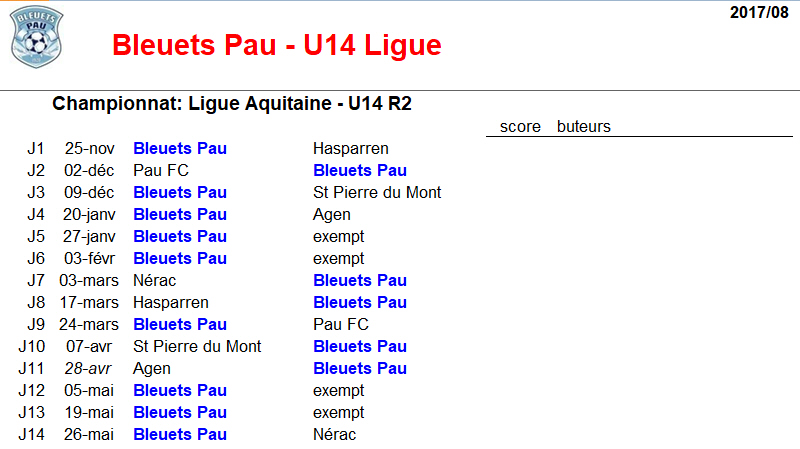 BLEUETS
PAU
2017/08
Bleuets Pau - U14 Ligue
Championnat: Ligue Aquitaine - U14 R2
score buteurs
J1 25-nov Bleuets Pau Hasparren
J2 02-déc Pau FC Bleuets Pau
J3 09-déc Bleuets Pau St Pierre du Mont
J4 20-janv Bleuets Pau Agen
J5 27-janv Bleuets Pau exempt
J6 03-févr Bleuets Pau exempt
J7 03-mars Nérac Bleuets Pau
J8 17-mars Hasparren Bleuets Pau
J9 24-mars Bleuets Pau Pau FC
J10 07-avr St Pierre du Mont Bleuets Pau
J11 28-avr Agen Bleuets Pau
J12 05-mai Bleuets Pau exempt
J13 19-mai Bleuets Pau exempt
J14 26-mai Bleuets Pau Nérac